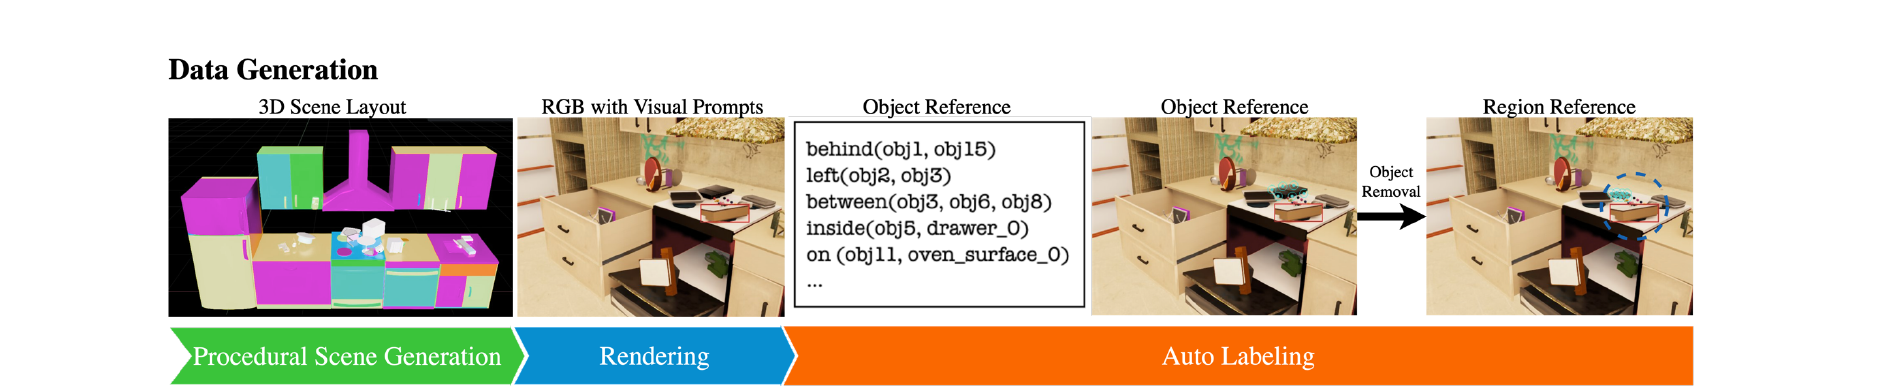 Data Generation
3D Scene Layout
RGB with Visual Prompts
Object Reference
Object Reference
Region Reference
behind(obj1, obj15)
left(obj2, obj3)
between(obj3, obj6, obj8)
inside(obj5, drawer_0)
on (obj11, oven_surface_0)
...
Object
Removal
Procedural Scene Generation
Rendering
Auto Labeling